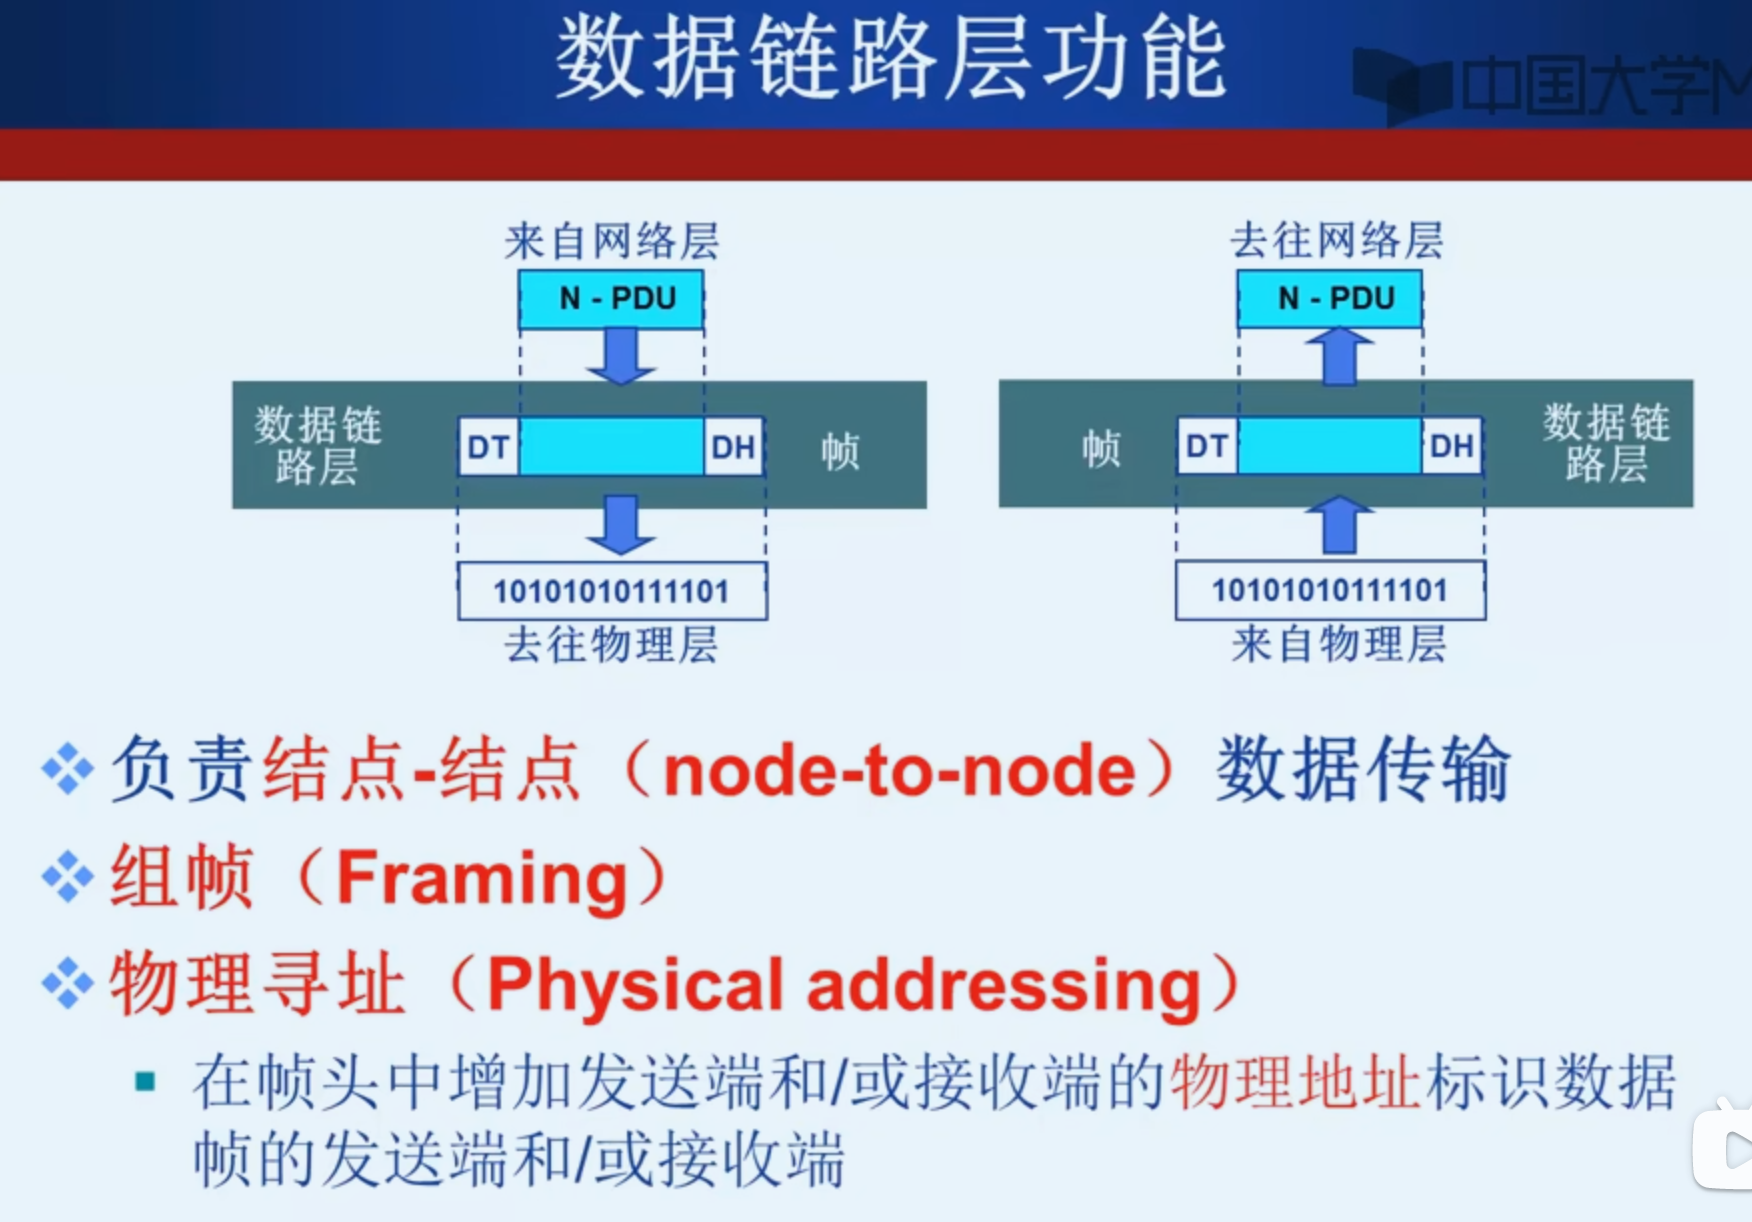 数据链路层功能
中国大学M
来自网络层
N - PDU
数据链
路层
DT
DH
帧
10101010111101
去往物理层
去往网络层
N - PDU
帧
DT
DH
数据链
路层
10101010111101
来自物理层
负责结点-结点（node-to-node）数据传输
组帧（Framing）
物理寻址（Physical addressing）
在帧头中增加发送端和/或接收端的物理地址标识数据
帧的发送端和/或接收端